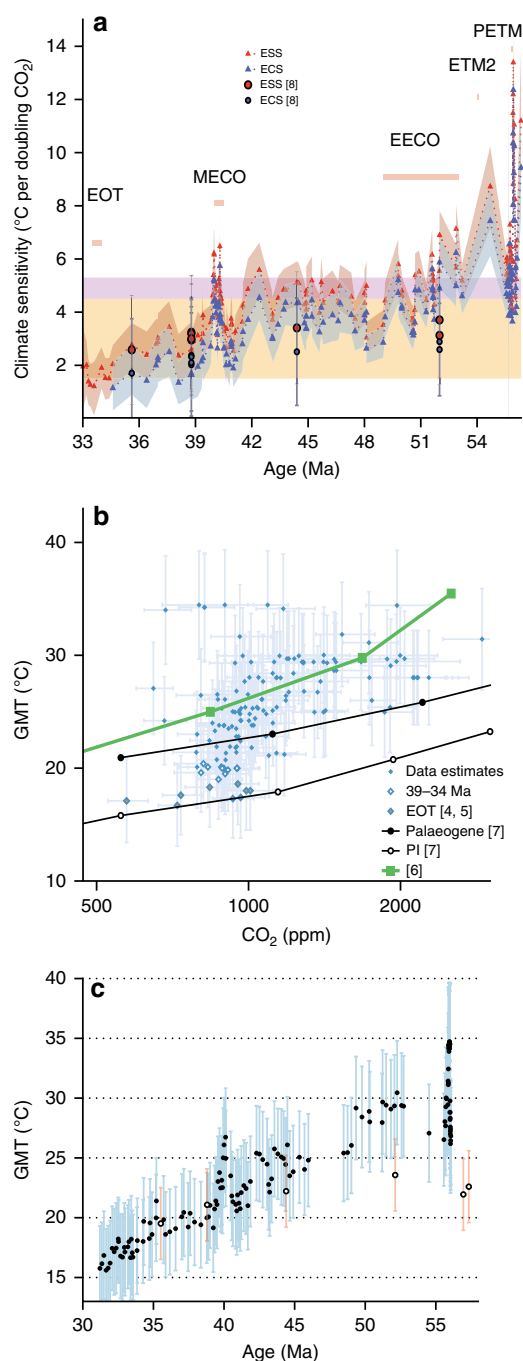 a
PETM
ESS
ECS
ESS [8]
ECS [8]
ETM2
EECO
MECO
EOT
Climate sensitivity (°C per doubling CO₂)
14
12
10
8
6
4
2
33 36 39 42 45 48 51 54
Age (Ma)
b
GMT (°C)
40
30
20
10
Data estimates
39–34 Ma
EOT [4, 5]
Palaeogene [7]
PI [7]
[6]
500 1000 2000
CO₂ (ppm)
c
GMT (°C)
40
35
30
25
20
15
30 35 40 45 50 55
Age (Ma)